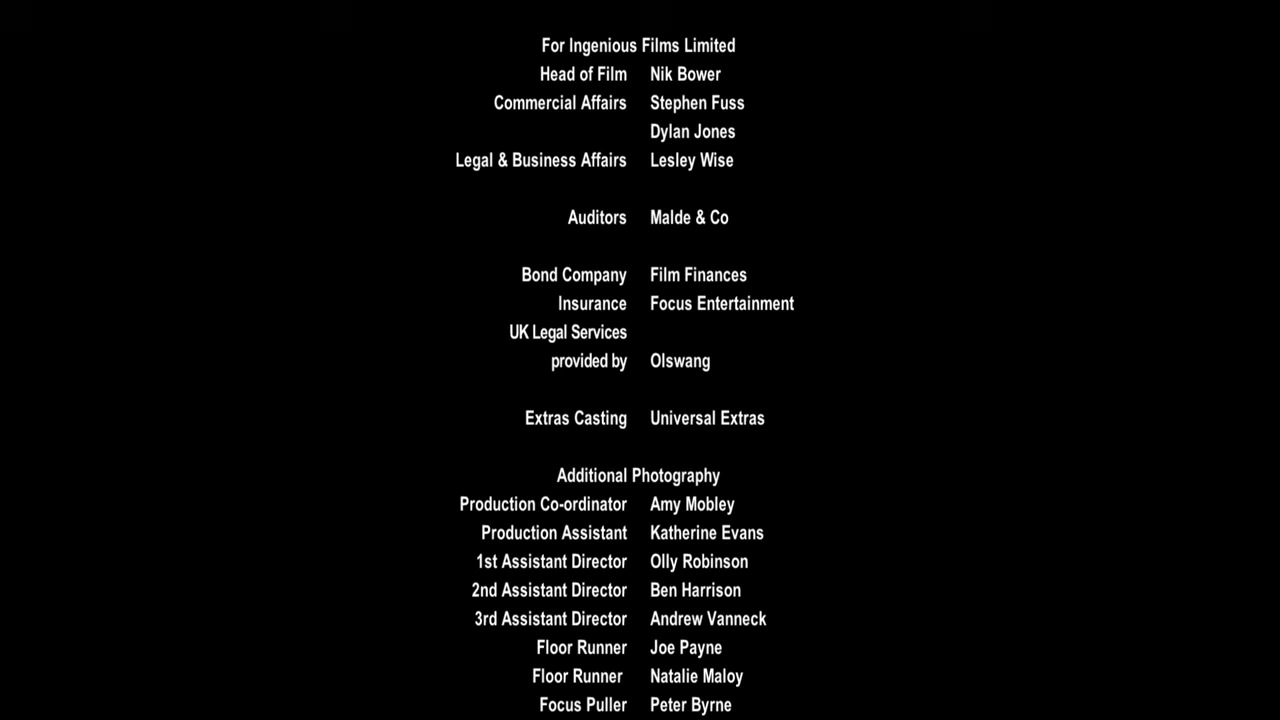 For Ingenious Films Limited
Head of Film Nik Bower
Commercial Affairs Stephen Fuss
Dylan Jones
Legal & Business Affairs Lesley Wise
Auditors Malde & Co
Bond Company Film Finances
Insurance Focus Entertainment
UK Legal Services
provided by Olswang
Extras Casting Universal Extras
Additional Photography
Production Co-ordinator Amy Mobley
Production Assistant Katherine Evans
1st Assistant Director Olly Robinson
2nd Assistant Director Ben Harrison
3rd Assistant Director Andrew Vanneck
Floor Runner Joe Payne
Floor Runner Natalie Maloy
Focus Puller Peter Byrne